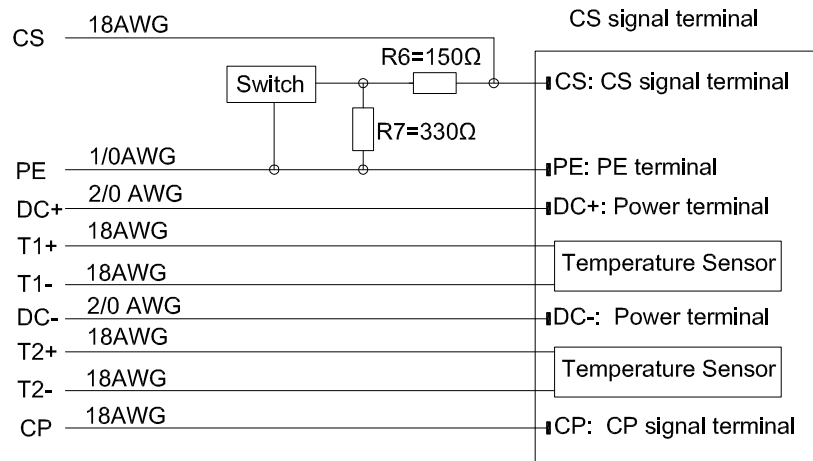 CS signal terminal
CS 18AWG
R6=150Ω
Switch
CS: CS signal terminal
R7=330Ω
PE 1/0AWG
PE: PE terminal
DC+ 2/0 AWG
DC+: Power terminal
T1+ 18AWG
Temperature Sensor
T1- 18AWG
DC- 2/0 AWG
DC-: Power terminal
T2+ 18AWG
Temperature Sensor
T2- 18AWG
CP 18AWG
CP: CP signal terminal